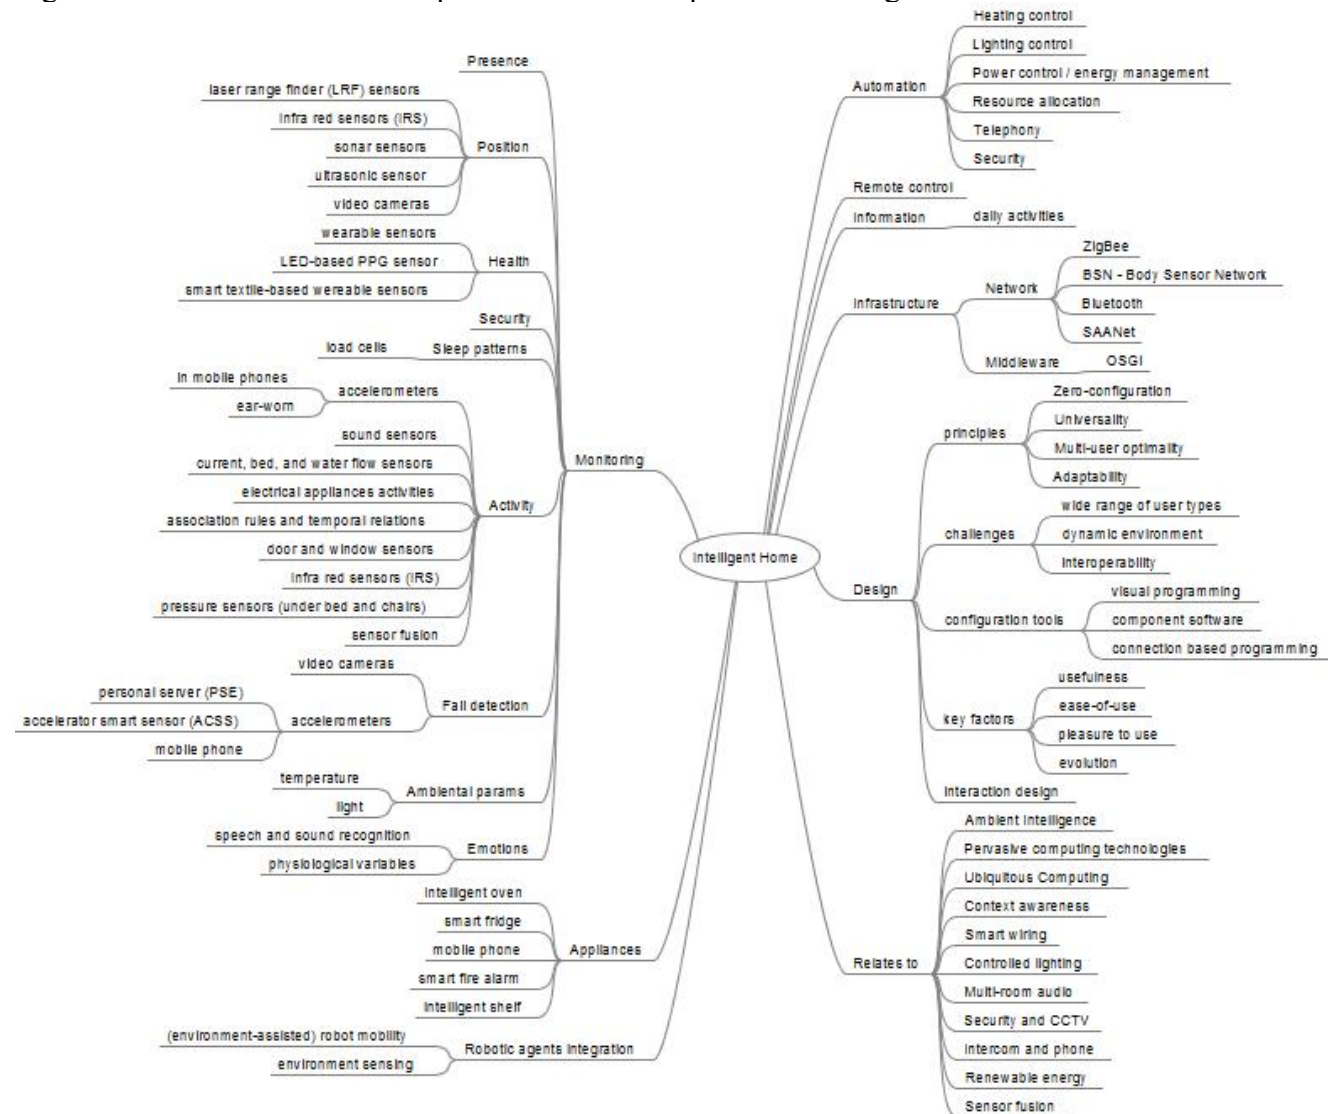 Presence
laser range finder (LRF) sensors
infra red sensors (IRS)
sonar sensors
ultrasonic sensor
video cameras
Position
wearable sensors
LED-based PPG sensor
smart textile-based wereable sensors
Health
Security
load cells
Sleep patterns
in mobile phones
ear-worn
accelerometers
sound sensors
current, bed, and water flow sensors
electrical appliances activities
association rules and temporal relations
door and window sensors
infra red sensors (IRS)
pressure sensors (under bed and chairs)
sensor fusion
Activity
Monitoring
video cameras
personal server (PSE)
accelerator smart sensor (ACSS)
mobile phone
accelerometers
Fall detection
temperature
light
Ambiental params
speech and sound recognition
physiological variables
Emotions
intelligent oven
smart fridge
mobile phone
smart fire alarm
intelligent shelf
Appliances
(environment-assisted) robot mobility
environment sensing
Robotic agents integration
Intelligent Home
Automation
Heating control
Lighting control
Power control / energy management
Resource allocation
Telephony
Security
Remote control
Information
daily activities
Infrastructure
Network
ZigBee
BSN - Body Sensor Network
Bluetooth
SAANet
Middleware
OSGI
Design
principles
Zero-configuration
Universality
Multi-user optimality
Adaptability
challenges
wide range of user types
dynamic environment
interoperability
configuration tools
visual programming
component software
connection based programming
key factors
usefulness
ease-of-use
pleasure to use
evolution
interaction design
Relates to
Ambient Intelligence
Pervasive computing technologies
Ubiquitous Computing
Context awareness
Smart wiring
Controlled lighting
Multi-room audio
Security and CCTV
Intercom and phone
Renewable energy
Sensor fusion